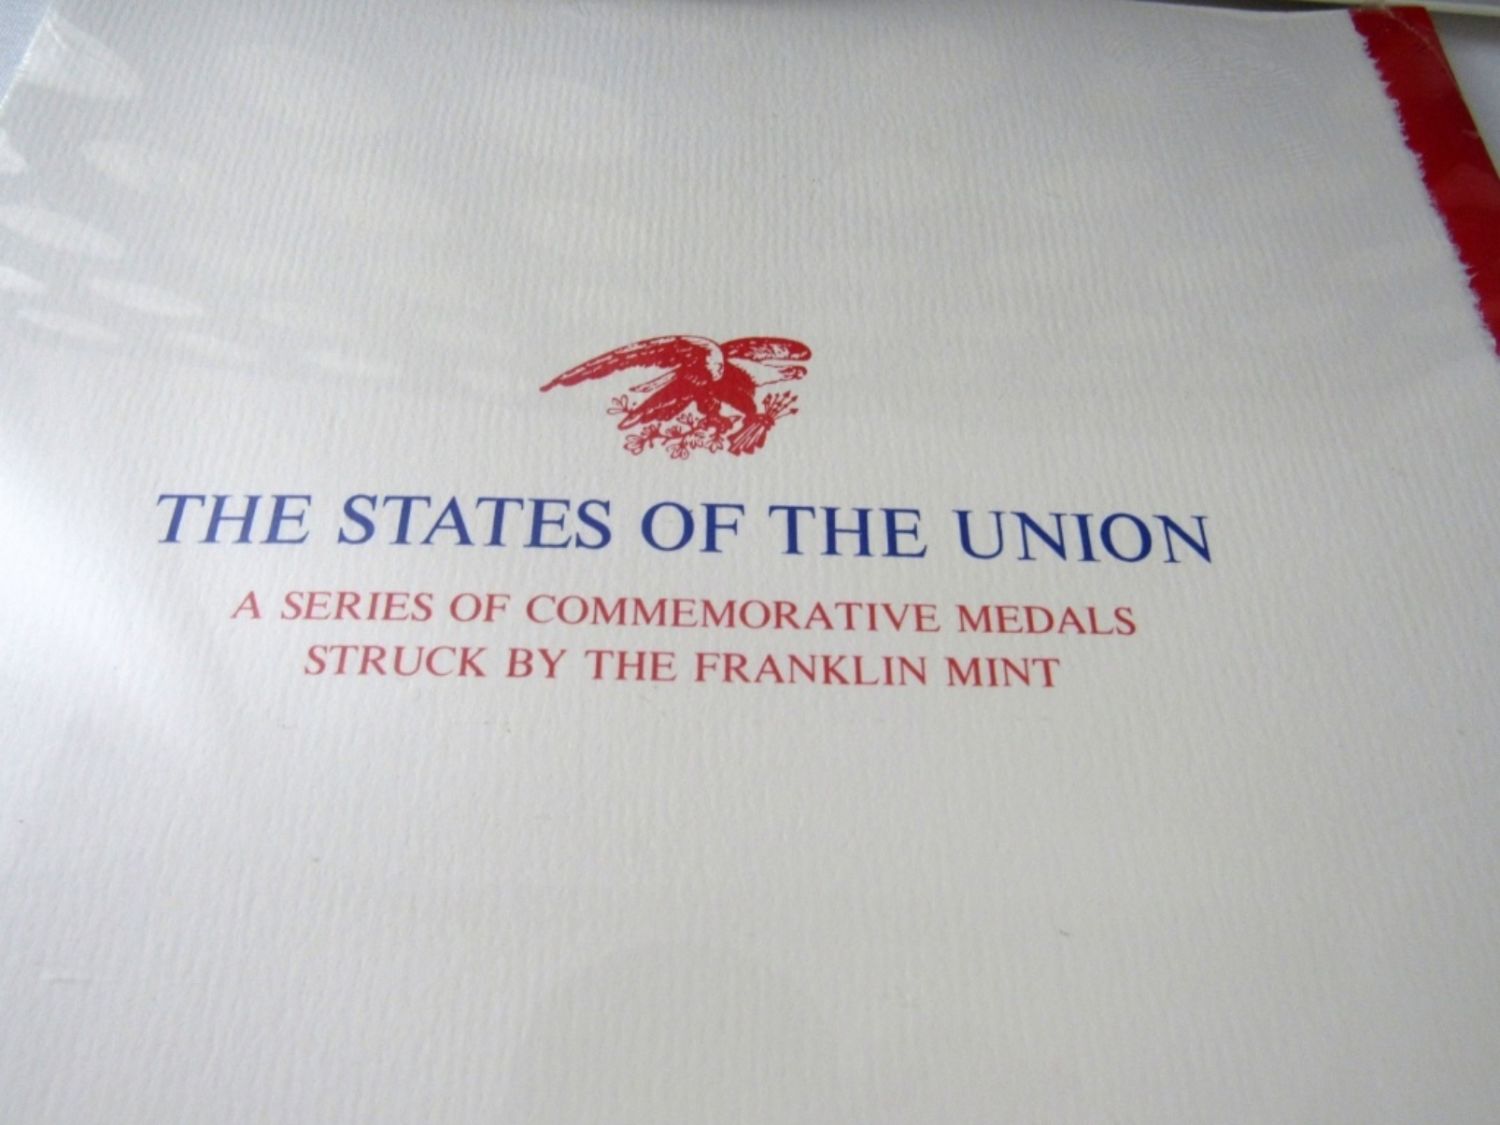 THE STATES OF THE UNION
A SERIES OF COMMEMORATIVE MEDALS
STRUCK BY THE FRANKLIN MINT